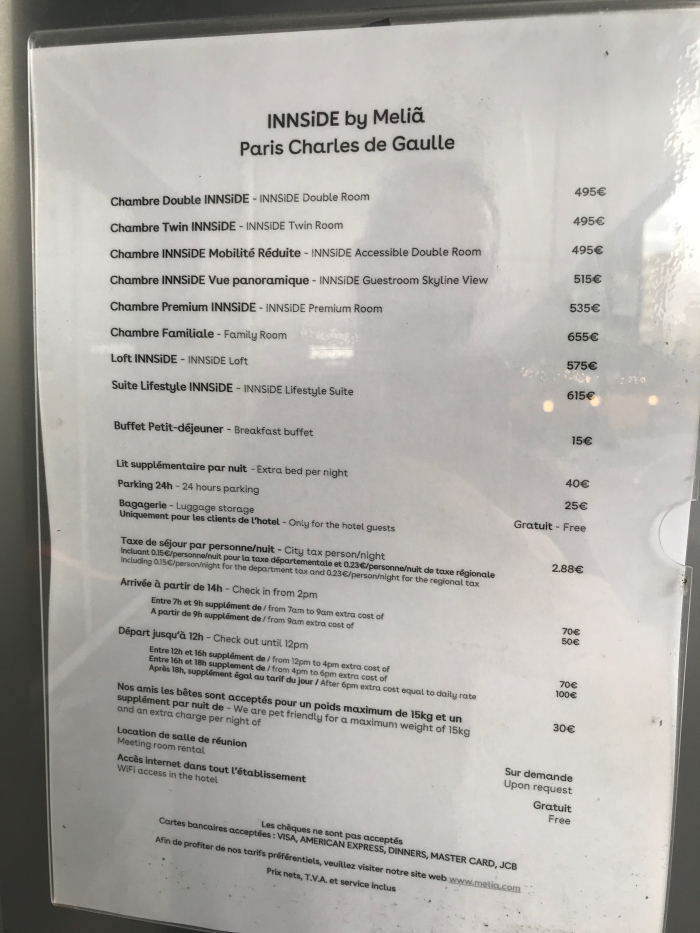 INNSiDE by Meliã
Paris Charles de Gaulle
Chambre Double INNSiDE - INNSiDE Double Room 495€
Chambre Twin INNSiDE - INNSiDE Twin Room 495€
Chambre INNSiDE Mobilité Réduite - INNSiDE Accessible Double Room 495€
Chambre INNSiDE Vue panoramique - INNSiDE Guestroom Skyline View 515€
Chambre Premium INNSiDE - INNSiDE Premium Room 535€
Chambre Familiale - Family Room 655€
Loft INNSiDE - INNSiDE Loft 575€
Suite Lifestyle INNSiDE - INNSiDE Lifestyle Suite 615€
Buffet Petit-déjeuner - Breakfast buffet 15€
Lit supplémentaire par nuit - Extra bed per night 40€
Parking 24h - 24 hours parking 25€
Bagagerie - Luggage storage Gratuit - Free
Uniquement pour les clients de l'hotel - Only for the hotel guests
Taxe de séjour par personne/nuit - City tax person/night 2.88€
Incluant 0.15€/personne/nuit pour la taxe départementale et 0.23€/personne/nuit de taxe régionale
Including 0.15€/person/night for the department tax and 0.23€/person/night for the regional tax
Arrivée à partir de 14h - Check in from 2pm
Entre 7h et 9h supplément de / from 7am to 9am extra cost of 70€
A partir de 9h supplément de / from 9am extra cost of 50€
Départ jusqu'à 12h - Check out until 12pm
Entre 12h et 16h supplément de / from 12pm to 4pm extra cost of 70€
Entre 16h et 18h supplement de / from 4pm to 6pm extra cost of 100€
Après 18h, supplément égal au tarif du jour / After 6pm extra cost equal to daily rate
Nos amis les bêtes sont acceptés pour un poids maximum de 15kg et un
supplément par nuit de - We are pet friendly for a maximum weight of 15kg 30€
and an extra charge per night of
Location de salle de réunion Sur demande
Meeting room rental Upon request
Accès internet dans tout l'établissement Gratuit
WiFi access in the hotel Free
Les chèques ne sont pas acceptés
Cartes bancaires acceptées : VISA, AMERICAN EXPRESS, DINNERS, MASTER CARD, JCB
Afin de profiter de nos tarifs préférentiels, veuillez visiter notre site web www.melia.com
Prix nets, T.V.A. et service inclus